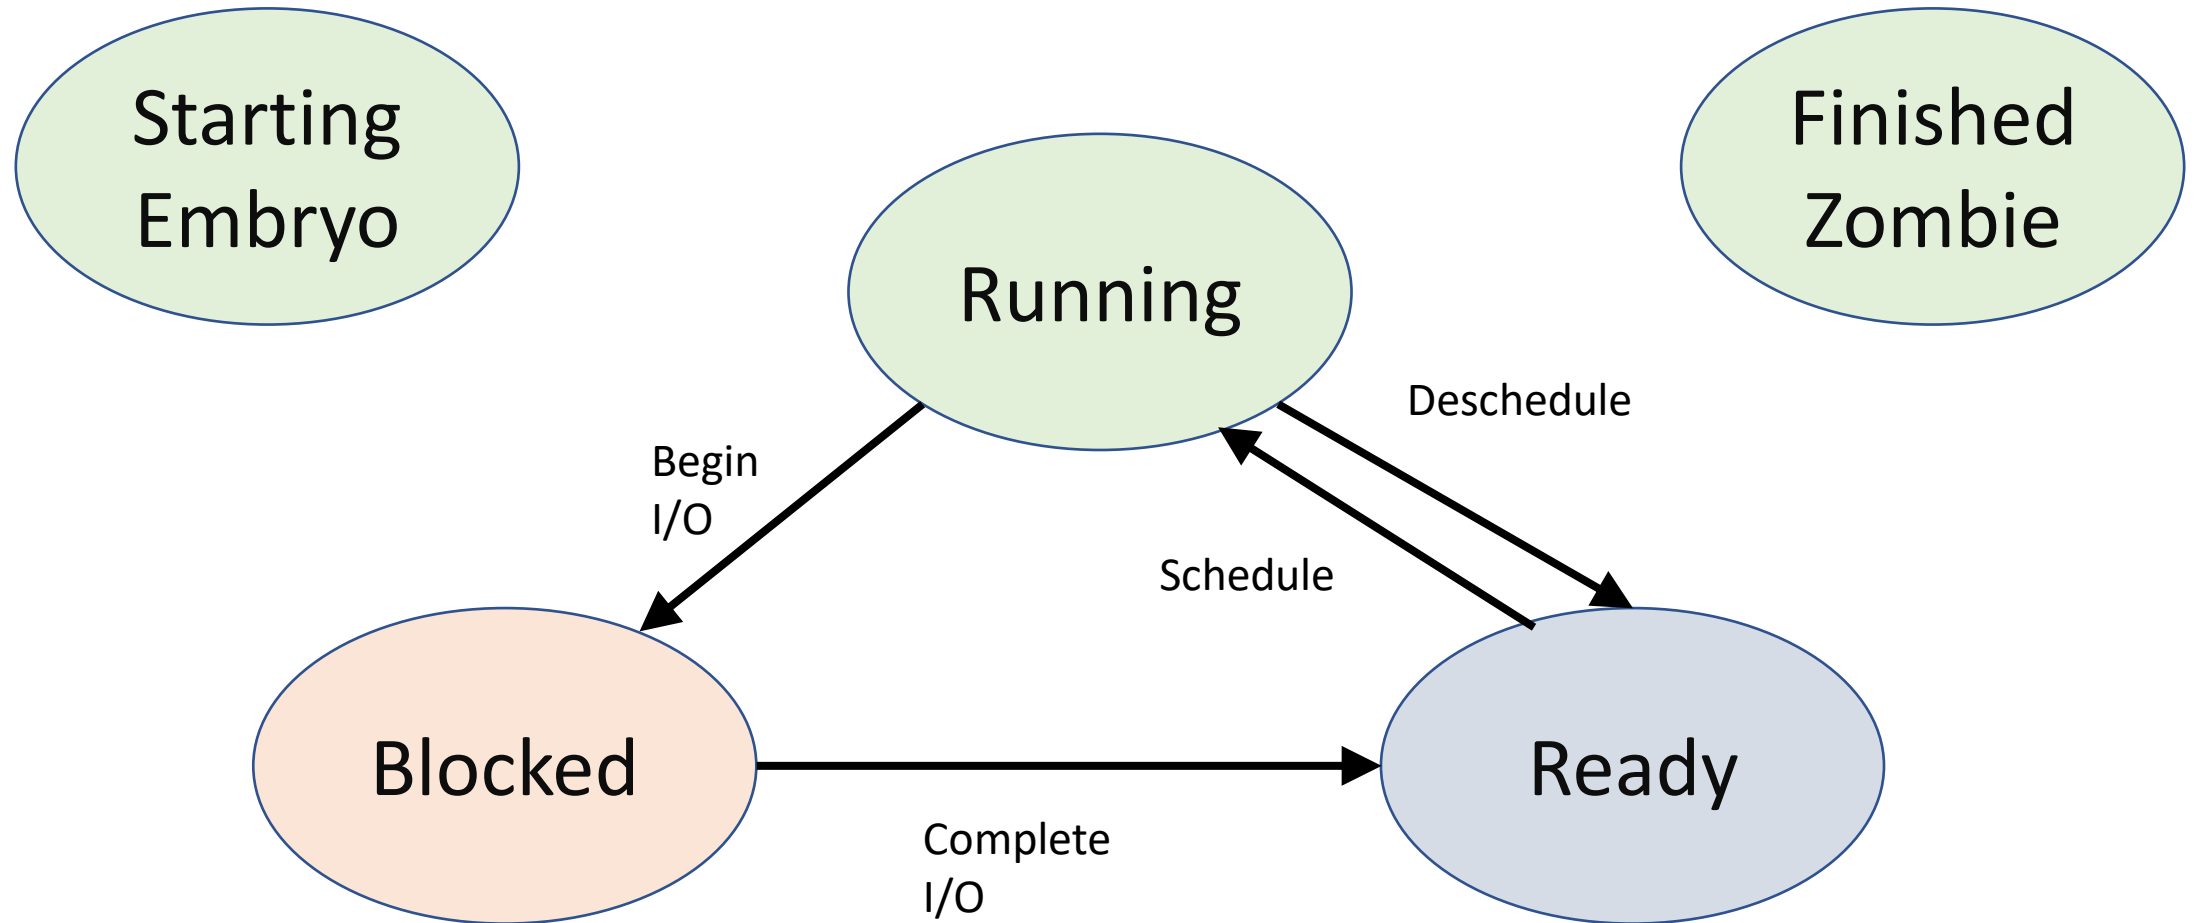 Starting
Embryo
Finished
Zombie
Running
Deschedule
Begin
I/O
Schedule
Blocked
Ready
Complete
I/O